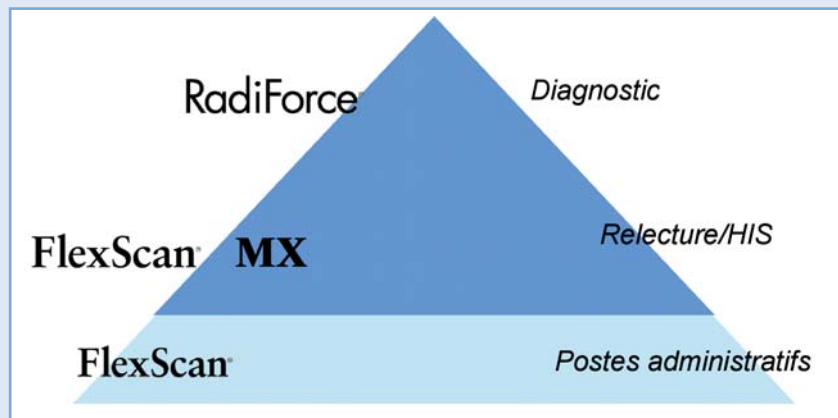 RadiForce® Diagnostic
FlexScan® MX Relecture/HIS
FlexScan® Postes administratifs